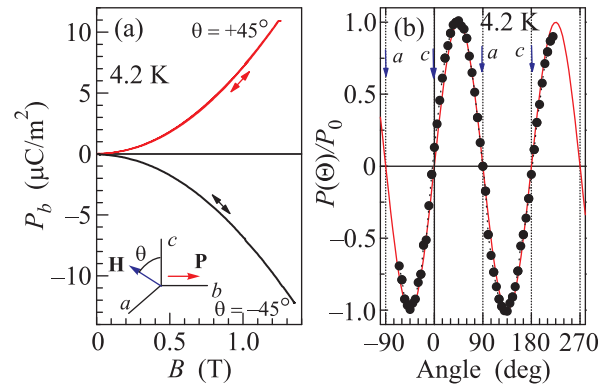 (a)
θ = +45°
4.2 K
10
5
0
−5
−10
P_b (μC/m²)
c
θ
H
P
a
b
θ = −45°
0
0.5
1.0
B (T)
(b)
4.2 K
a
c
a
c
1.0
0.5
0
−0.5
−1.0
P(Θ)/P₀
−90
0
90
180
270
Angle (deg)